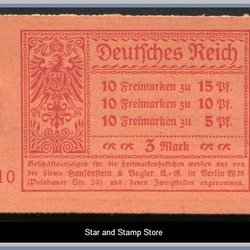 Deutsches Reich
10 Freimarken zu 15 Pf.
10 Freimarken zu 10 Pf.
10 Freimarken zu 5 Pf.
3 Mark
Geschäftsanzeigen für die Freimarkenheftchen werden nur von
der Firma Haasenstein & Vogler A.=G. in Berlin W35
(Potsdamer Str. 24) und deren Zweigstellen angenommen.
10
Star and Stamp Store